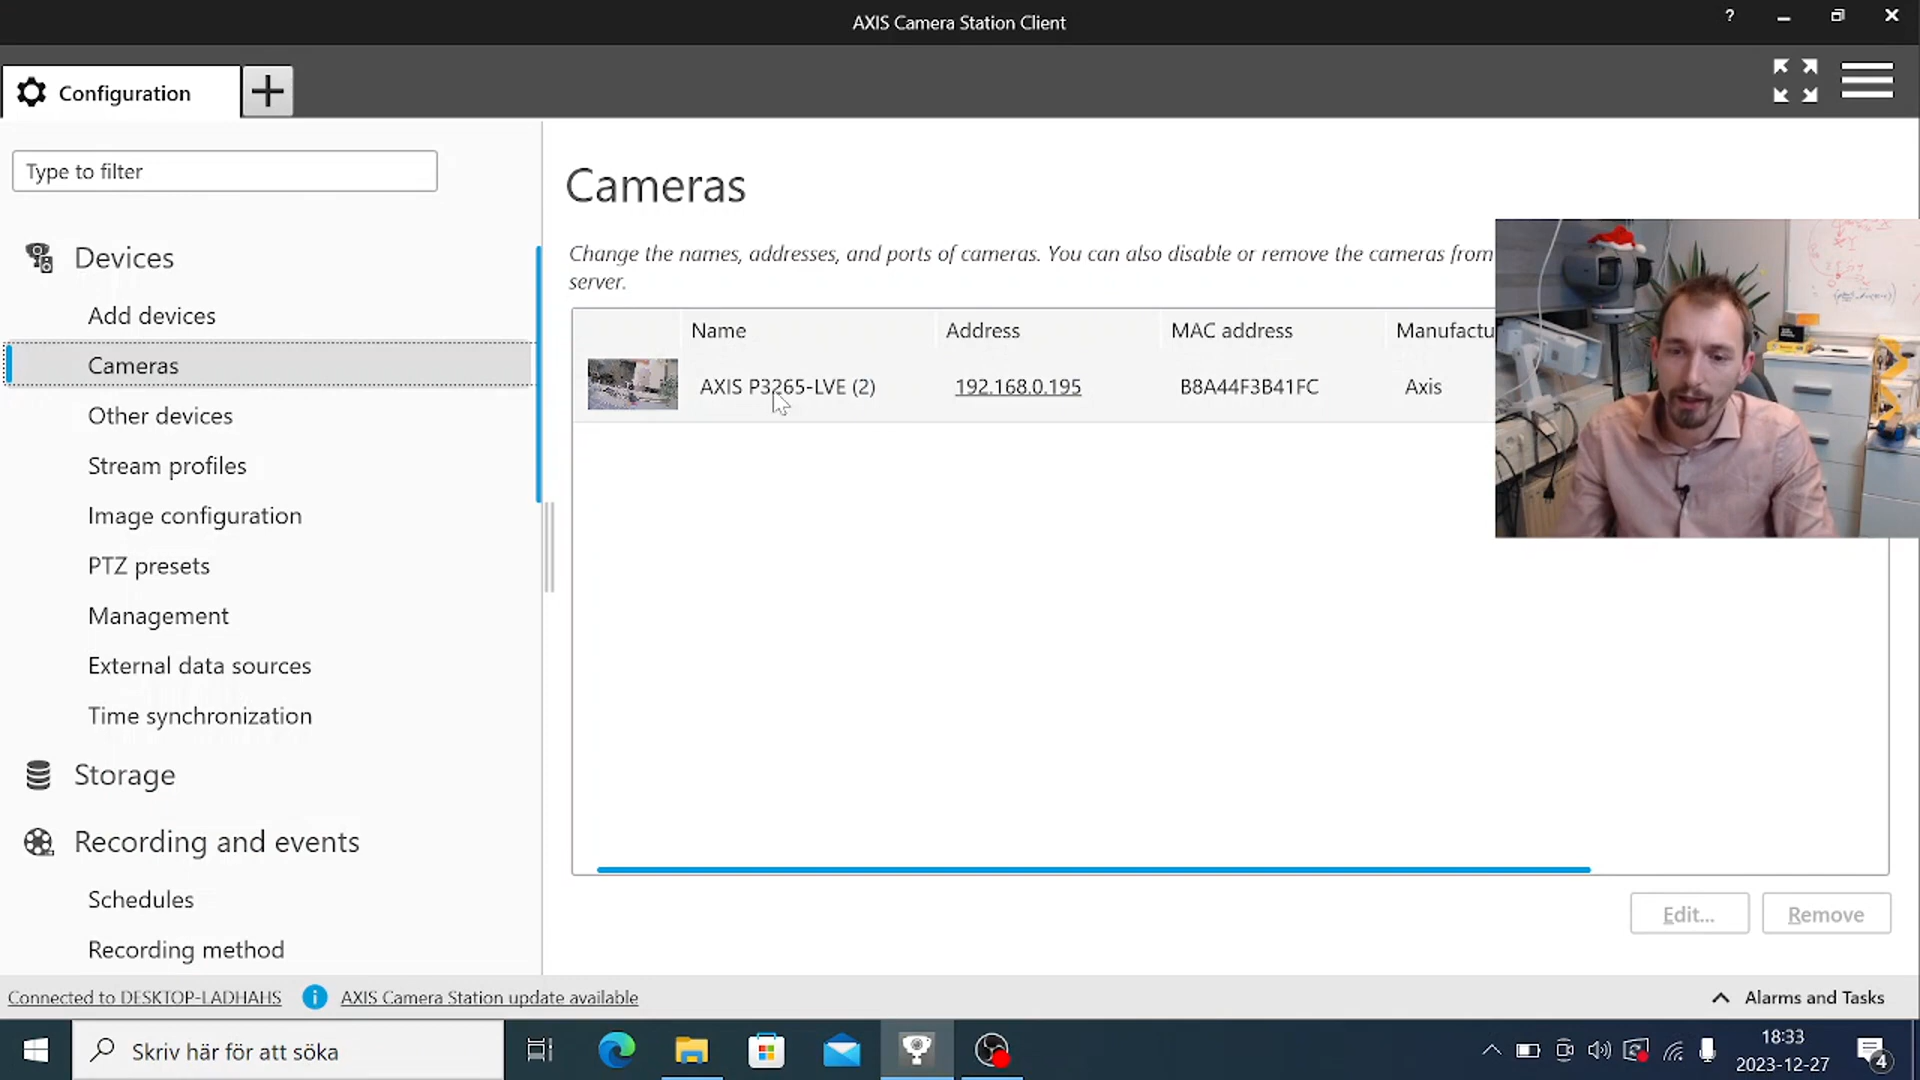 AXIS Camera Station Client
?
Configuration
Type to filter
Devices
Add devices
Cameras
Other devices
Stream profiles
Image configuration
PTZ presets
Management
External data sources
Time synchronization
Storage
Recording and events
Schedules
Recording method
Cameras
Change the names, addresses, and ports of cameras. You can also disable or remove the cameras from
server.
Name Address MAC address Manufactu
AXIS P3265-LVE (2) 192.168.0.195 B8A44F3B41FC Axis
Edit... Remove
Connected to DESKTOP-LADHAHS AXIS Camera Station update available Alarms and Tasks
Skriv här för att söka
18:33
2023-12-27
4